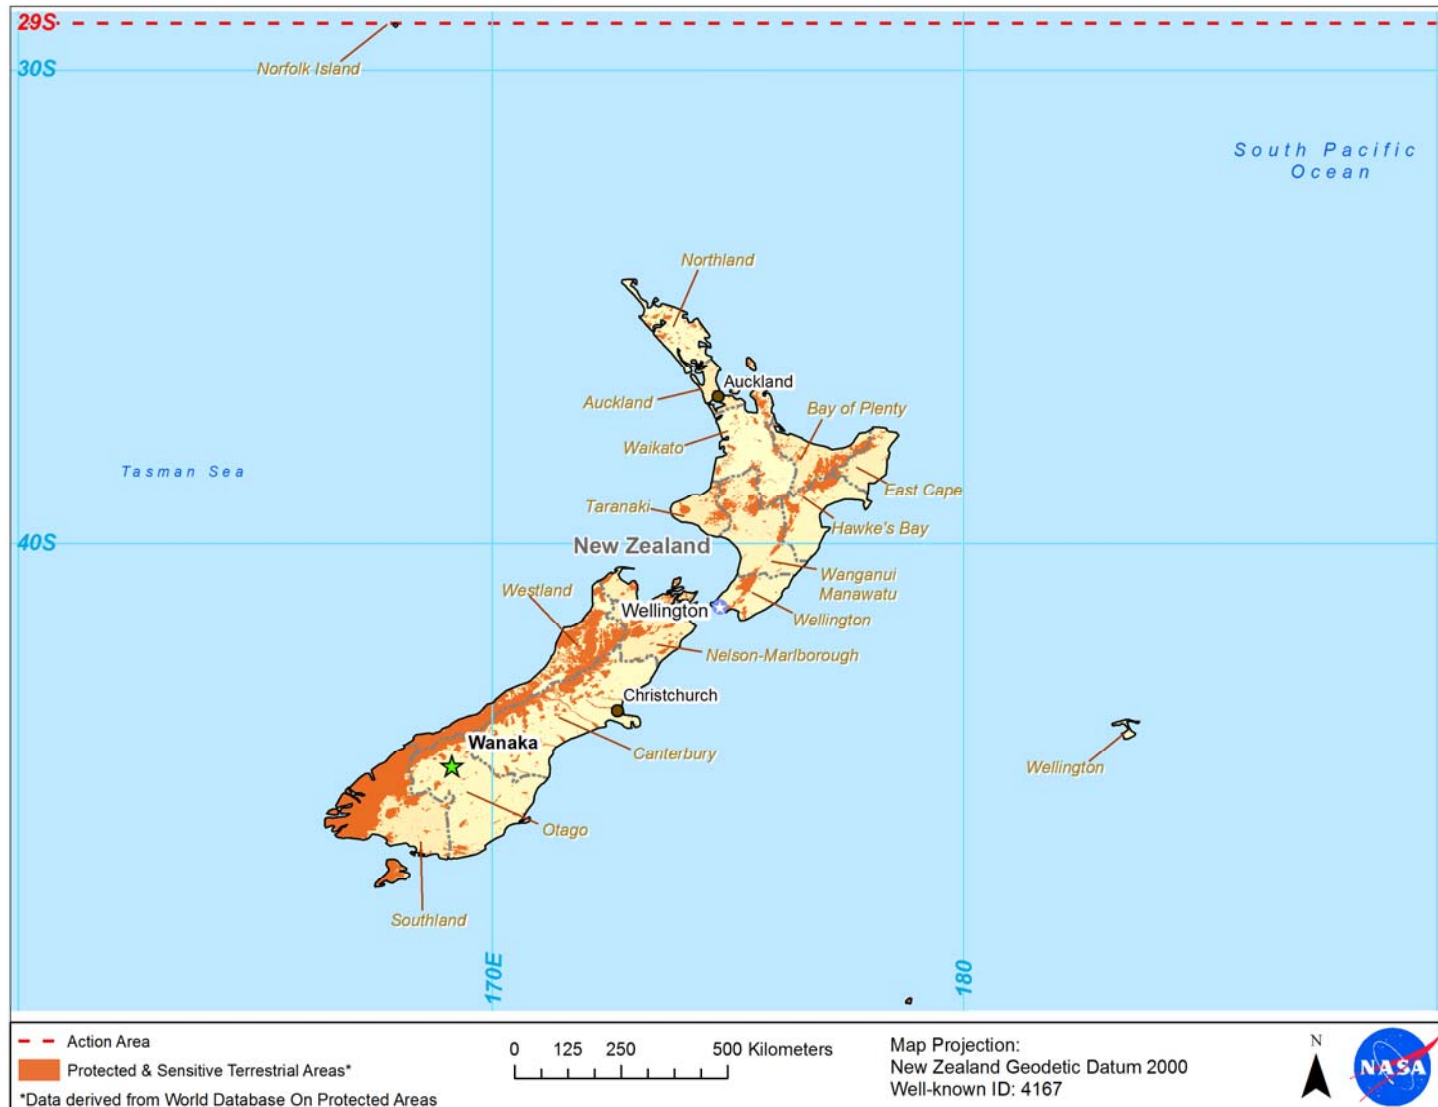 29S
Norfolk Island
30S
South Pacific
Ocean
Northland
Auckland
Auckland
Bay of Plenty
Waikato
Tasman Sea
East Cape
Taranaki
Hawke's Bay
New Zealand
40S
Wanganui
Manawatu
Westland
Wellington
Wellington
Nelson-Marlborough
Christchurch
Wanaka
Canterbury
Wellington
Otago
Southland
170E
180
Action Area
Protected & Sensitive Terrestrial Areas*
*Data derived from World Database On Protected Areas
0 125 250 500 Kilometers
Map Projection:
New Zealand Geodetic Datum 2000
Well-known ID: 4167
N
NASA